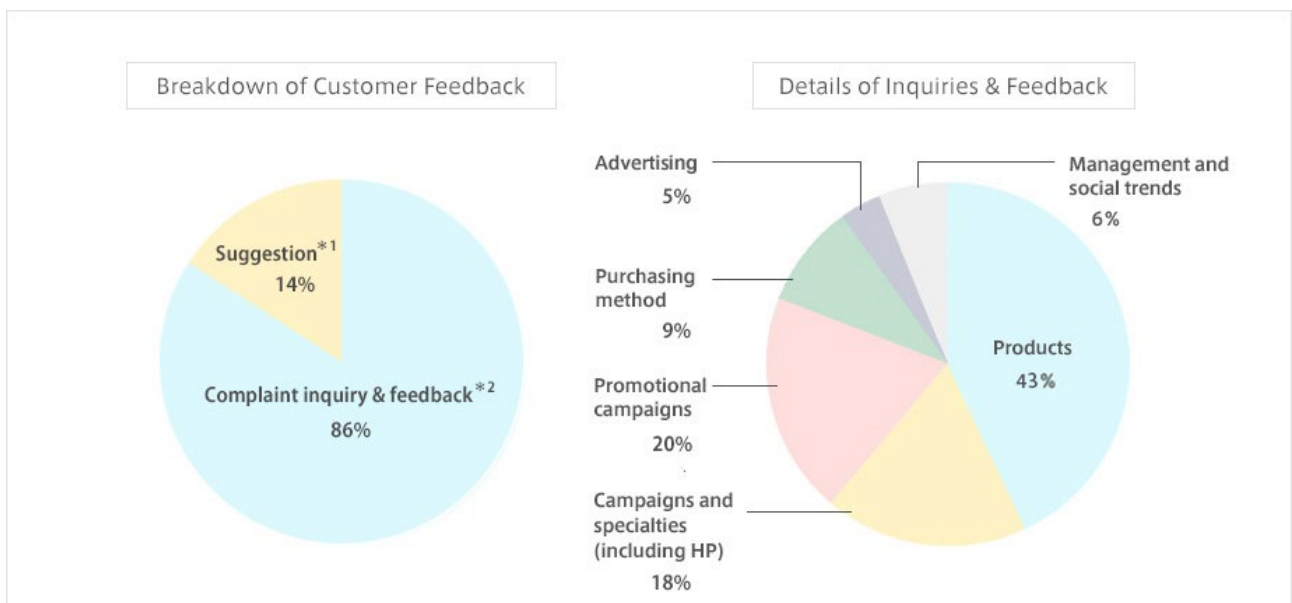 Breakdown of Customer Feedback
Suggestion*1
14%
Complaint inquiry & feedback*2
86%
Details of Inquiries & Feedback
Advertising
5%
Management and
social trends
6%
Purchasing
method
9%
Products
43%
Promotional
campaigns
20%
Campaigns and
specialties
(including HP)
18%